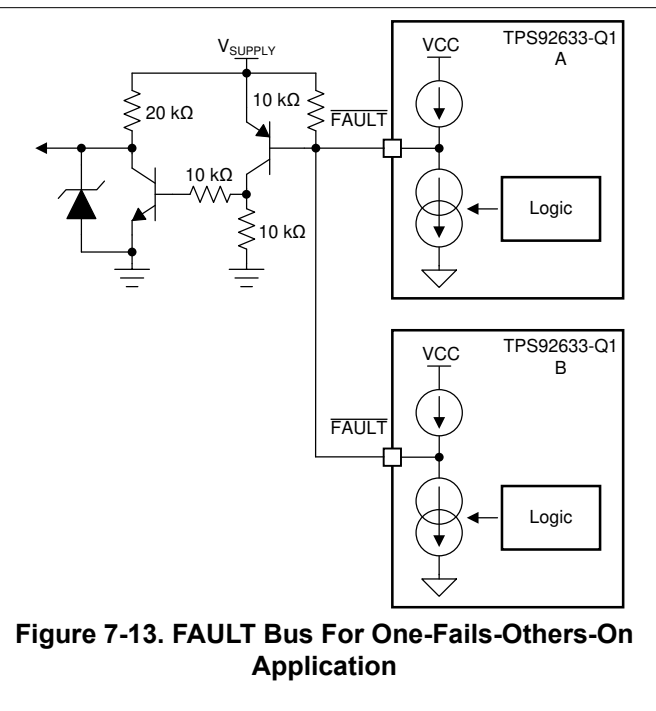 V_SUPPLY
20 kΩ
10 kΩ
10 kΩ
10 kΩ
FAULT
VCC
TPS92633-Q1
A
Logic
FAULT
VCC
TPS92633-Q1
B
Logic
Figure 7-13. FAULT Bus For One-Fails-Others-On
Application